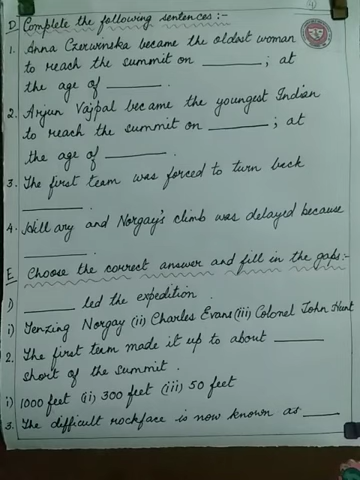 D Complete the following sentences :-
1. Anna Czerwinska became the oldest woman
to reach the summit on ________ ; at
the age of ________ .
2. Arjun Vajpal became the youngest Indian
to reach the summit on ________ ; at
the age of ________ .
3. The first team was forced to turn back
________ .
4. Hill ary and Norgay's climb was delayed because
________ .
E Choose the correct answer and fill in the gaps :-
1) ________ led the expedition .
i) Tenzing Norgay (ii) Charles Evans (iii) Colonel John Hunt
2. The first team made it up to about ________
short of the summit .
i) 1000 feet (ii) 300 feet (iii) 50 feet
3. The difficult rockface is now known as ________